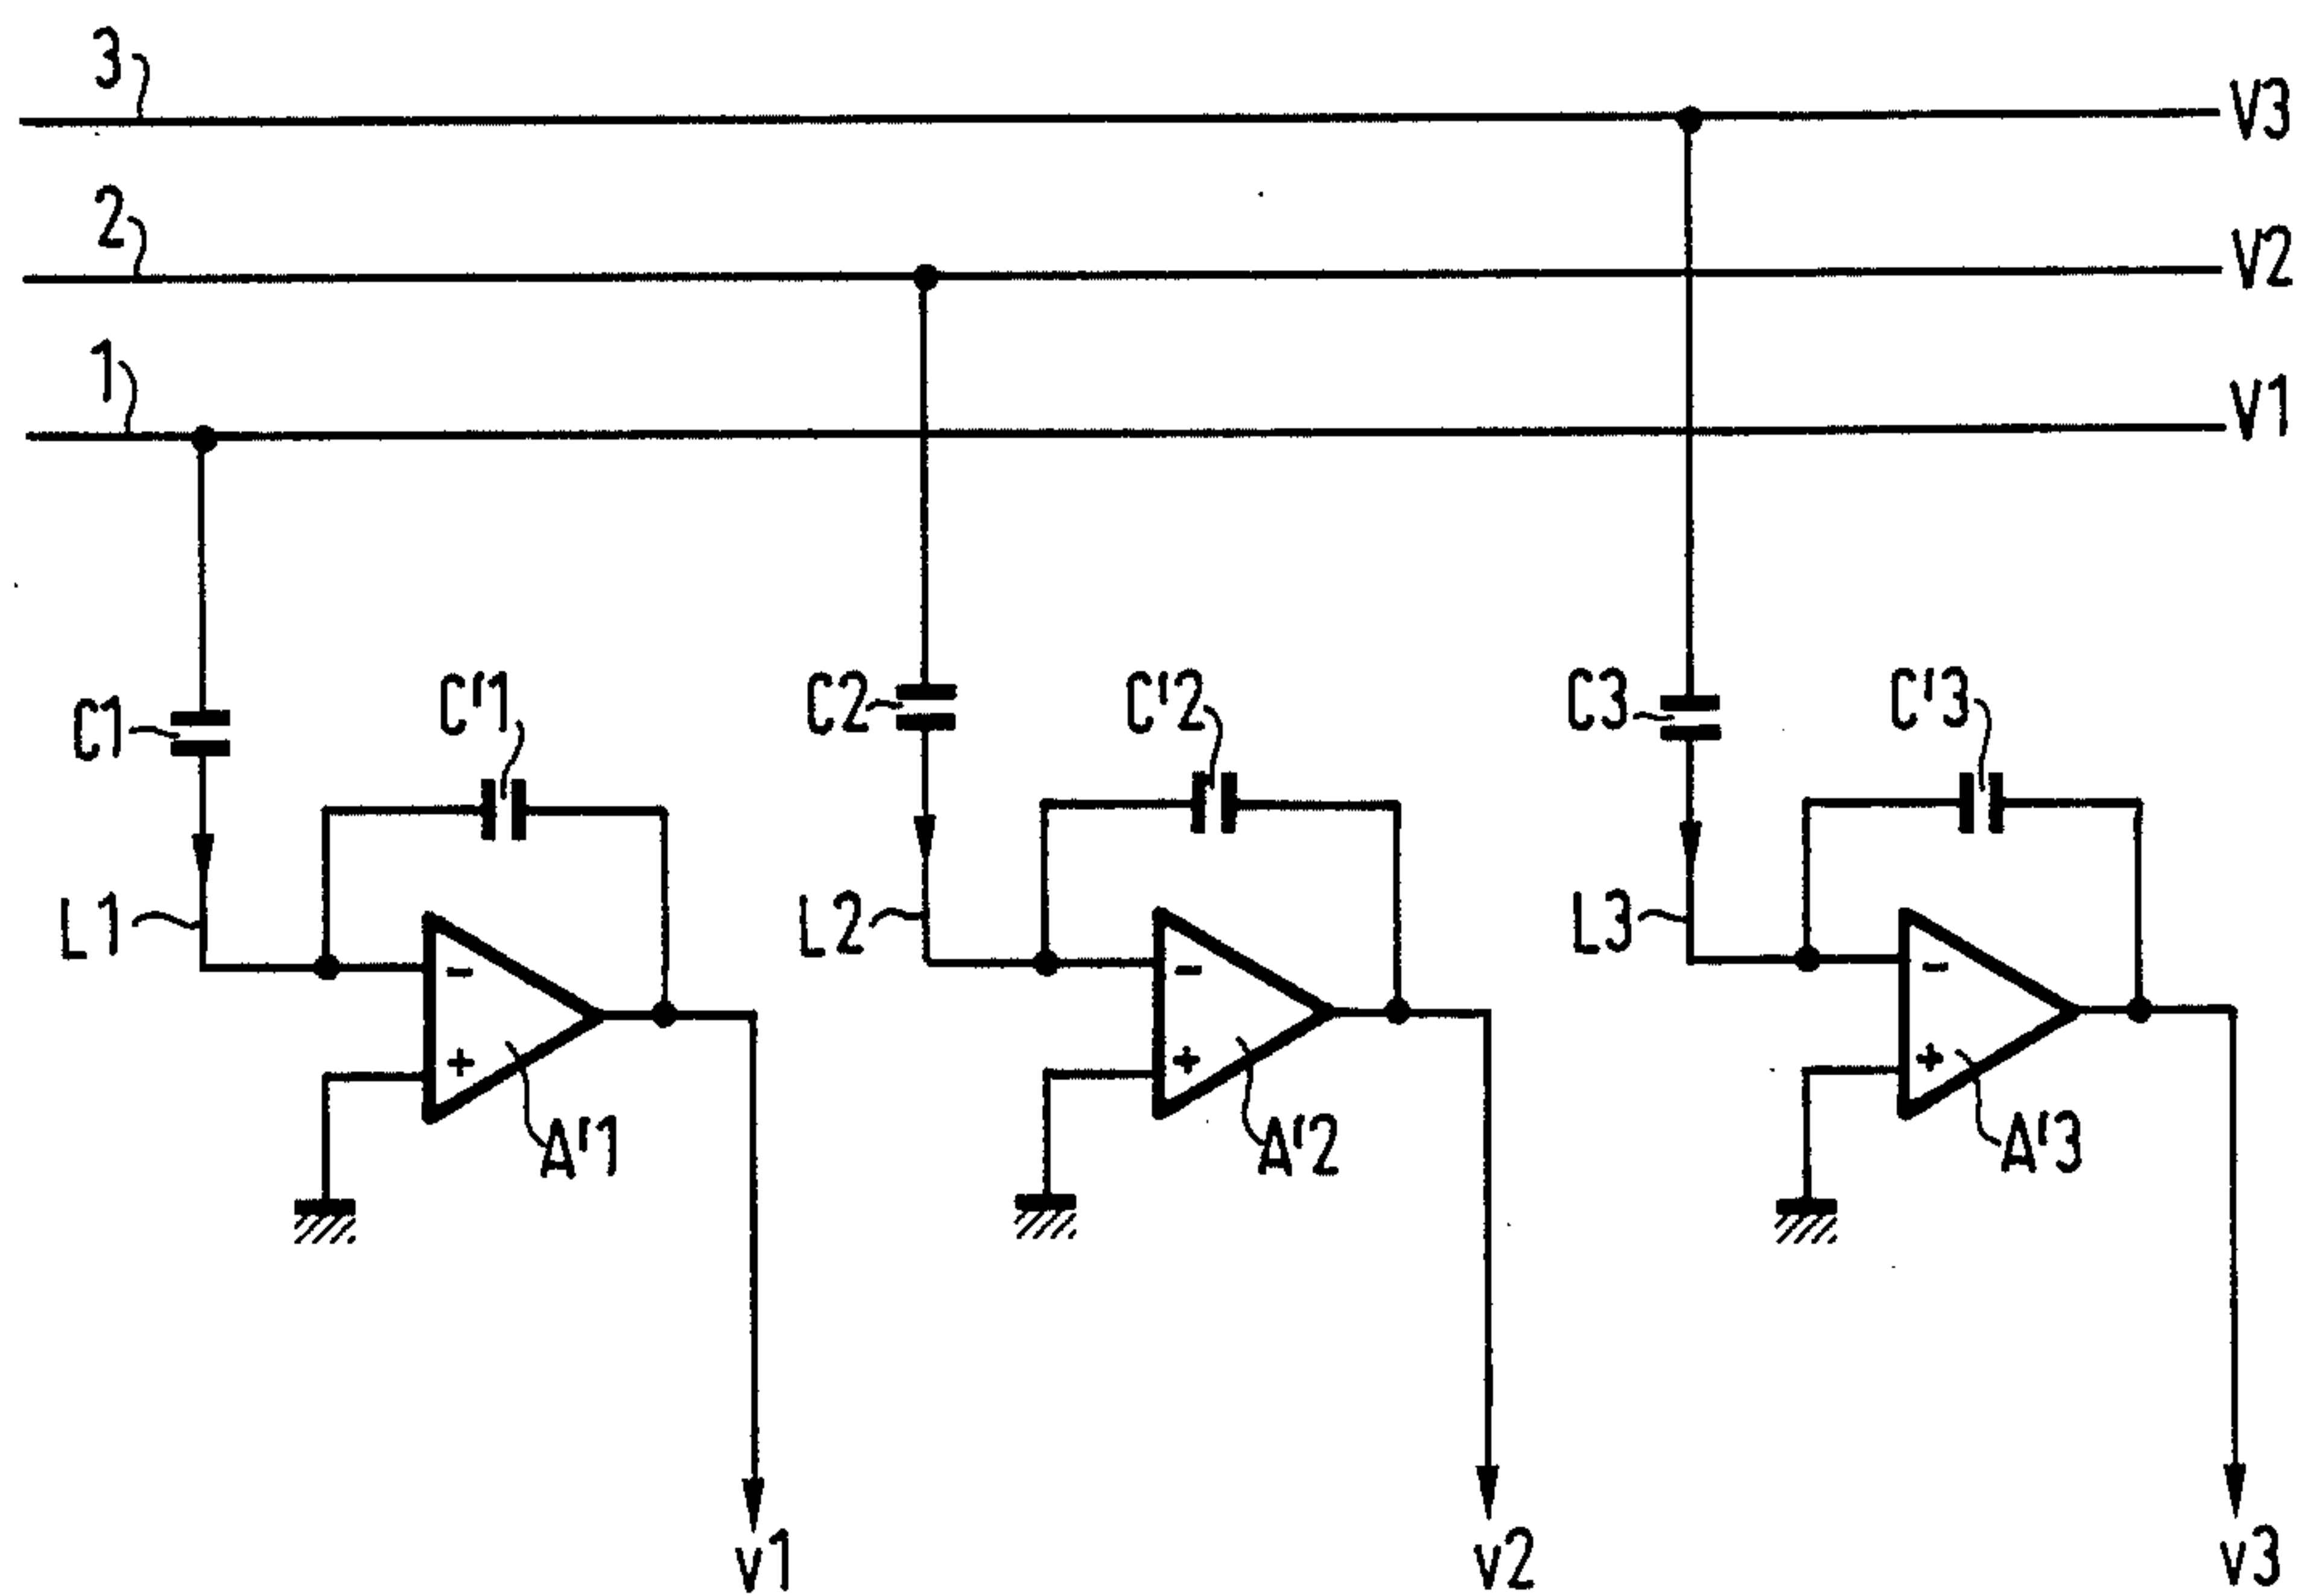 3
V3
2
V2
1
V1
C1
C'1
C2
C'2
C3
C'3
L1
L2
L3
-
+
A'1
-
+
A'2
-
+
A'3
v1
v2
v3